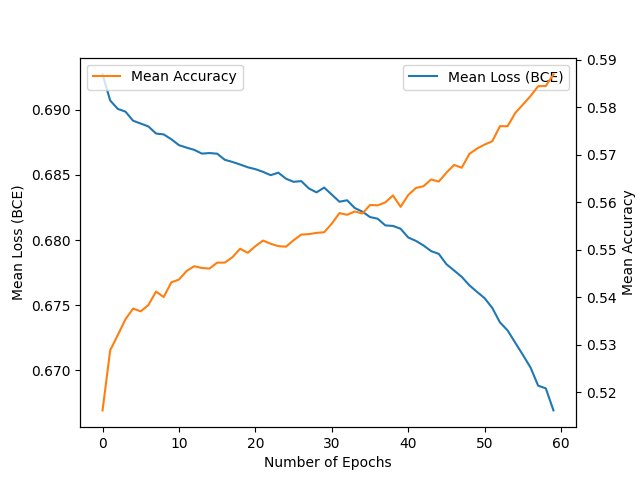 Mean Accuracy
Mean Loss (BCE)
0.690
0.685
0.680
0.675
0.670
Mean Loss (BCE)
0.59
0.58
0.57
0.56
0.55
0.54
0.53
0.52
Mean Accuracy
0 10 20 30 40 50 60
Number of Epochs